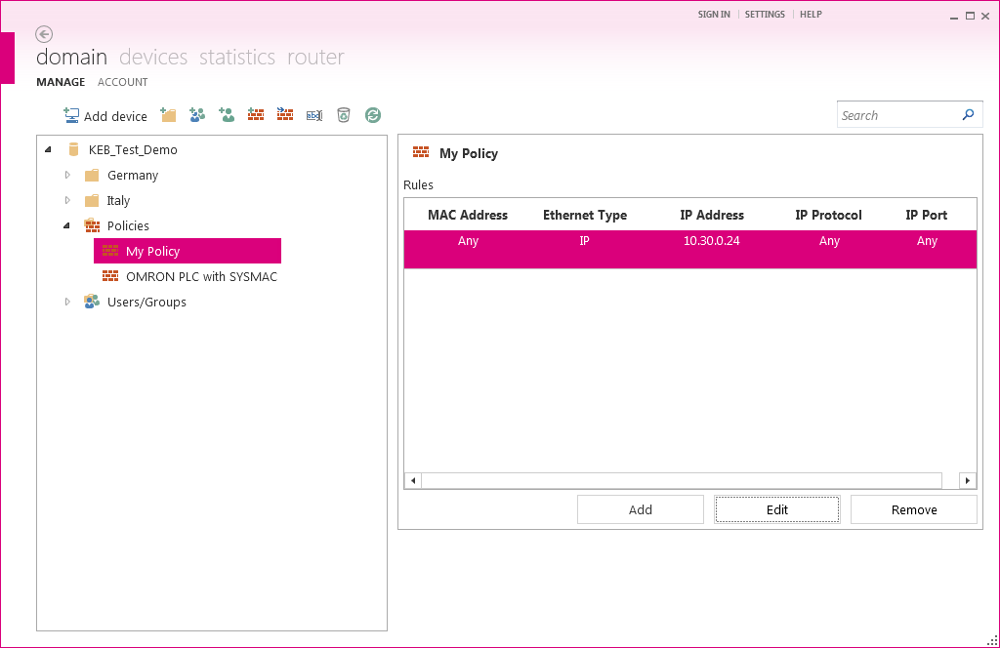 SIGN IN SETTINGS HELP
domain devices statistics router
MANAGE ACCOUNT
Add device
Search
KEB_Test_Demo
Germany
Italy
Policies
My Policy
OMRON PLC with SYSMAC
Users/Groups
My Policy
Rules
MAC Address Ethernet Type IP Address IP Protocol IP Port
Any IP 10.30.0.24 Any Any
Add Edit Remove